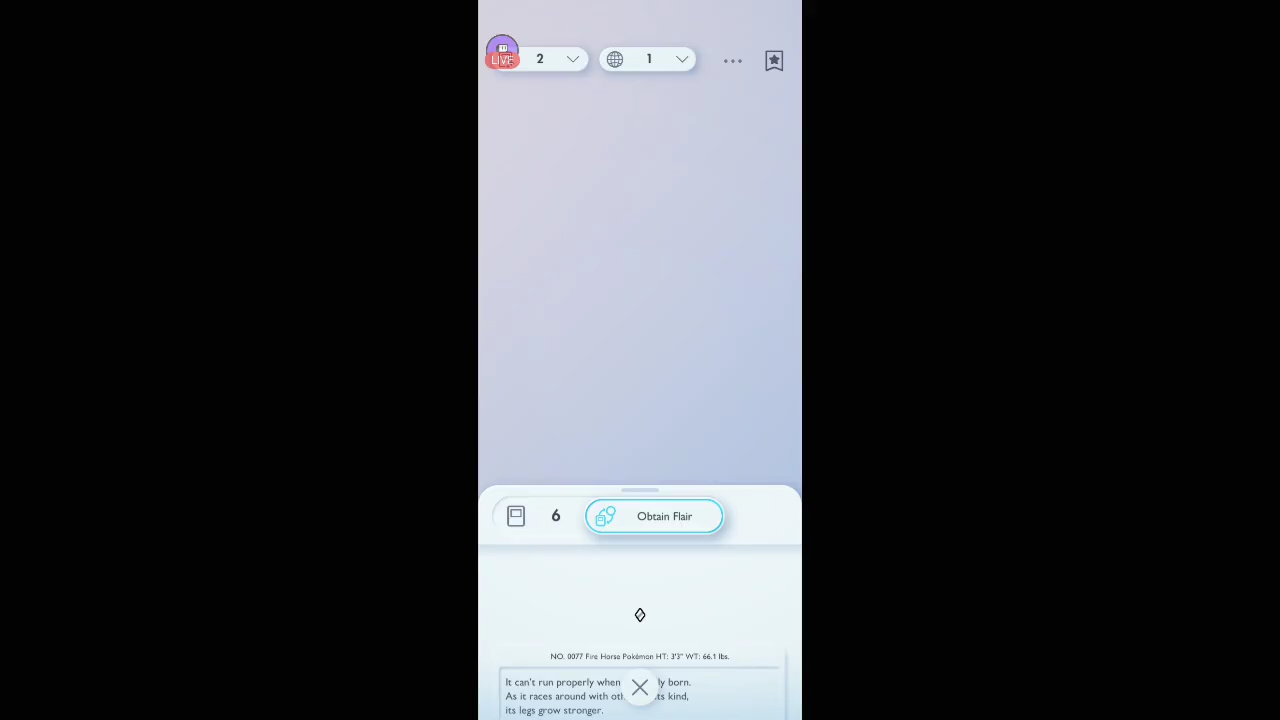 LIVE 2 1
6 Obtain Flair
NO. 0077 Fire Horse Pokémon HT: 3'3" WT: 66.1 lbs.
It can't run properly when ly born.
As it races around with oth ts kind,
its legs grow stronger.